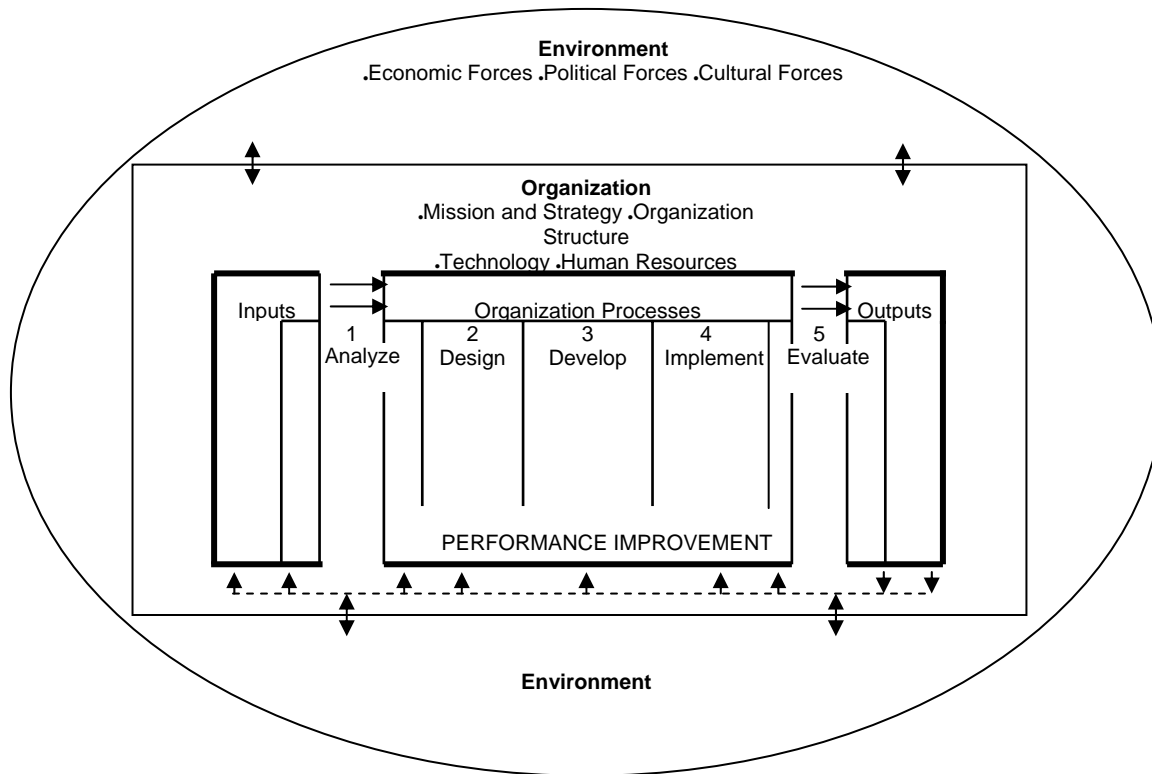 Environment
.Economic Forces .Political Forces .Cultural Forces
Organization
.Mission and Strategy .Organization
Structure
.Technology .Human Resources
Inputs
Organization Processes
Outputs
1
Analyze
2
Design
3
Develop
4
Implement
5
Evaluate
PERFORMANCE IMPROVEMENT
Environment